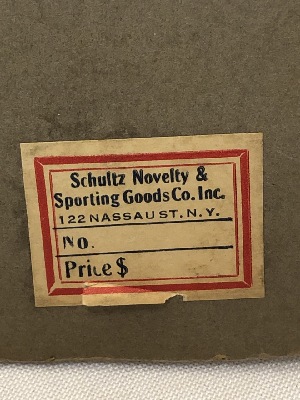 Schultz Novelty &
Sporting Goods Co. Inc.
122 NASSAU ST. N.Y.
No.
Price $